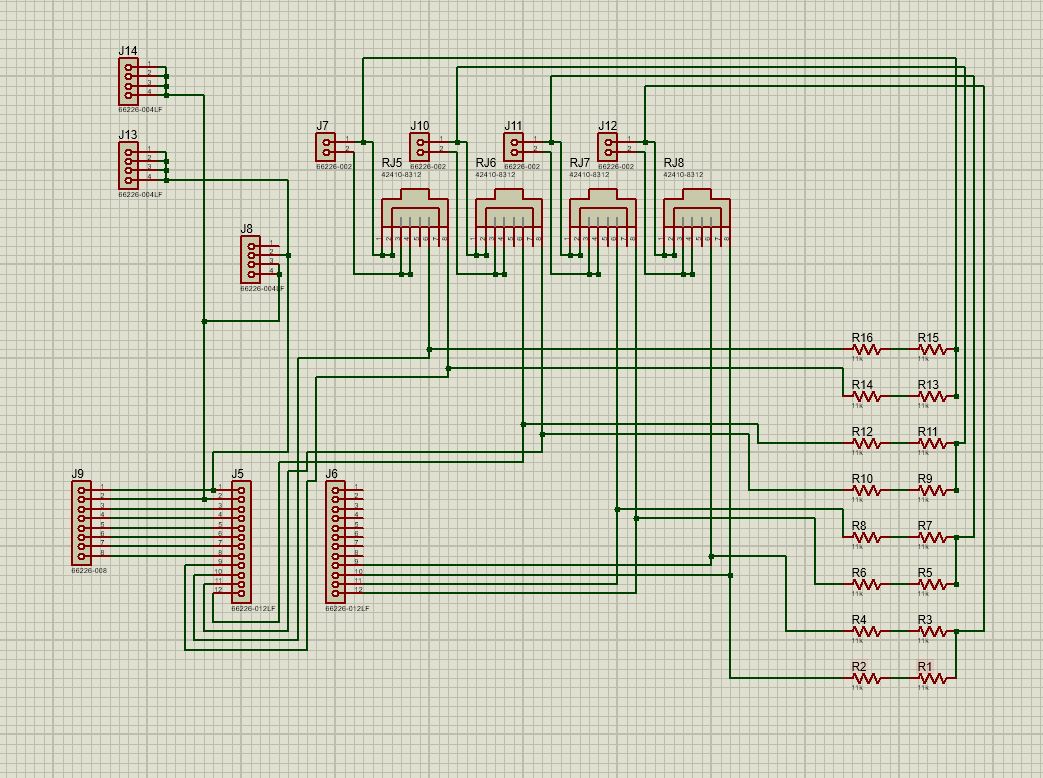 J14
1
2
3
4
66226-004LF
J13
1
2
3
4
66226-004LF
J7
1
2
66226-002
J10
1
2
66226-002
J11
1
2
66226-002
J12
1
2
66226-002
RJ5
42410-8312
1 2 3 4 5 6 7 8
RJ6
42410-8312
1 2 3 4 5 6 7 8
RJ7
42410-8312
1 2 3 4 5 6 7 8
RJ8
42410-8312
1 2 3 4 5 6 7 8
J8
1
2
3
4
66226-004LF
R16
11k
R15
11k
R14
11k
R13
11k
R12
11k
R11
11k
R10
11k
R9
11k
R8
11k
R7
11k
R6
11k
R5
11k
R4
11k
R3
11k
R2
11k
R1
11k
J9
1
2
3
4
5
6
7
8
66226-008
J5
1
2
3
4
5
6
7
8
9
10
11
12
66226-012LF
J6
1
2
3
4
5
6
7
8
9
10
11
12
66226-012LF